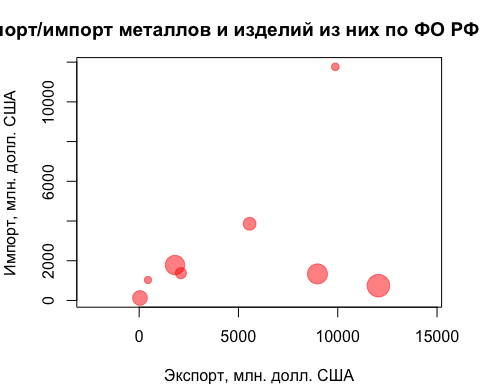 порт/импорт металлов и изделий из них по ФО РФ
Импорт, млн. долл. США
10000
6000
2000
0
0 5000 10000 15000
Экспорт, млн. долл. США